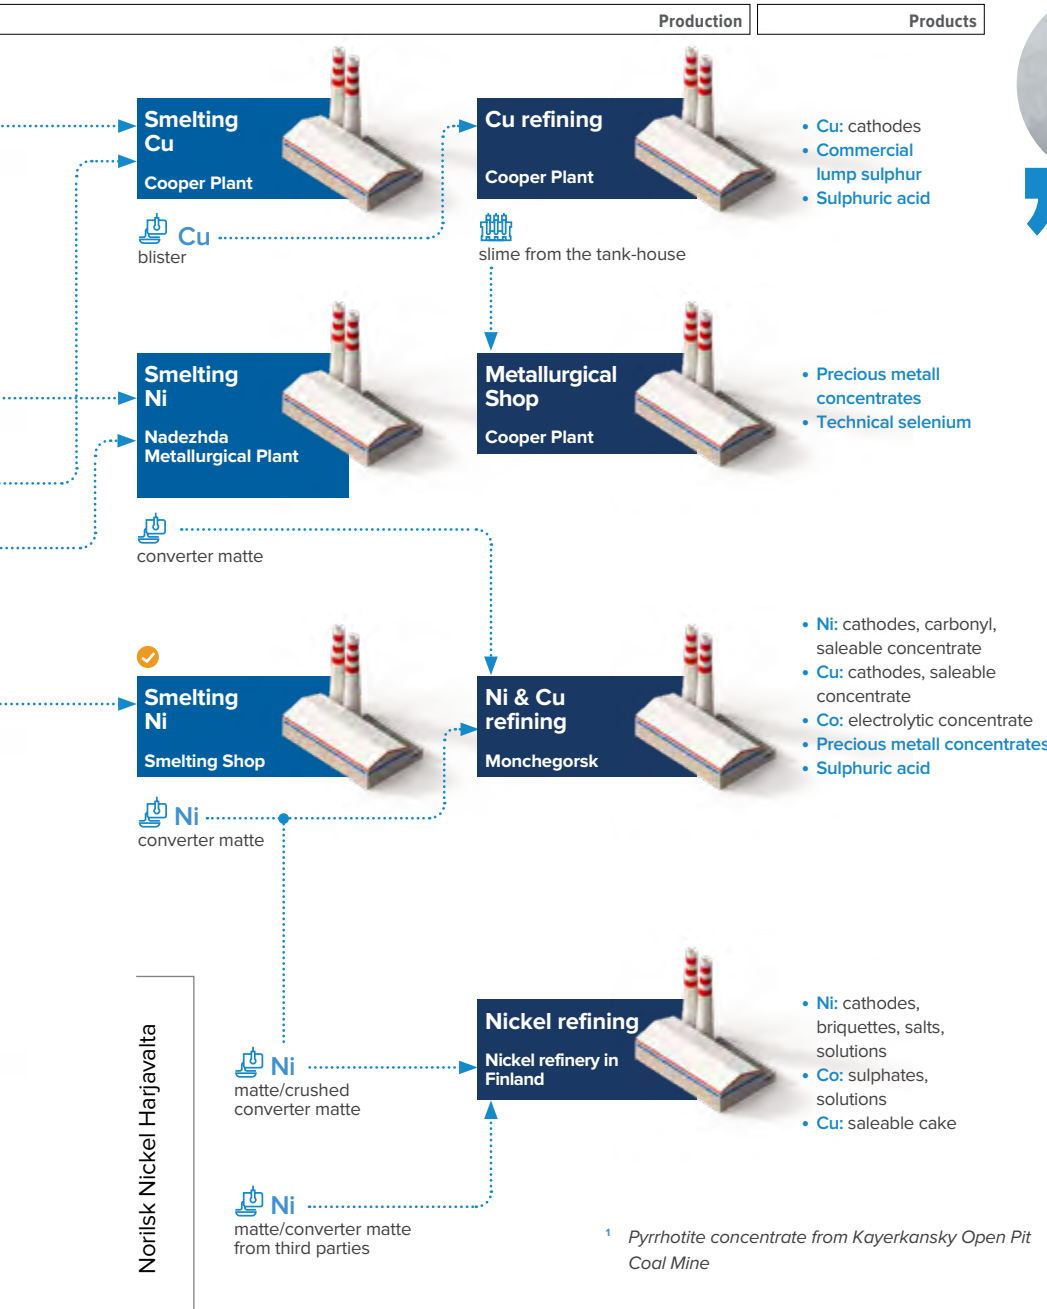 Production
Products
Smelting
Cu
Cooper Plant
Cu refining
Cooper Plant
• Cu: cathodes
• Commercial
lump sulphur
• Sulphuric acid
Cu
blister
slime from the tank-house
Smelting
Ni
Nadezhda
Metallurgical Plant
Metallurgical
Shop
Cooper Plant
• Precious metall
concentrates
• Technical selenium
converter matte
Smelting
Ni
Smelting Shop
Ni & Cu
refining
Monchegorsk
• Ni: cathodes, carbonyl,
saleable concentrate
• Cu: cathodes, saleable
concentrate
• Co: electrolytic concentrate
• Precious metall concentrates
• Sulphuric acid
Ni
converter matte
Norilsk Nickel Harjavalta
Nickel refining
Nickel refinery in
Finland
• Ni: cathodes,
briquettes, salts,
solutions
• Co: sulphates,
solutions
• Cu: saleable cake
Ni
matte/crushed
converter matte
Ni
matte/converter matte
from third parties
1 Pyrrhotite concentrate from Kayerkansky Open Pit
Coal Mine